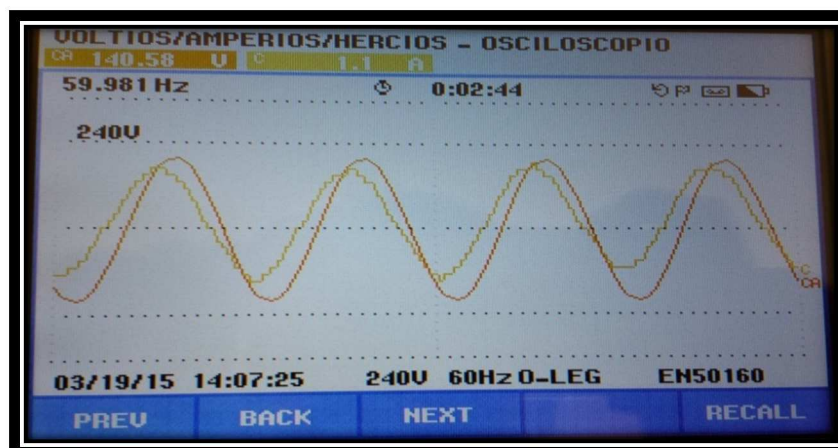 VOLTIOS/AMPERIOS/HERCIOS - OSCILOSCOPIO
CA 140.58 V C 1.1 A
59.981 Hz 0:02:44
240V
C
CA
03/19/15 14:07:25 240V 60Hz O-LEG EN50160
PREV BACK NEXT RECALL